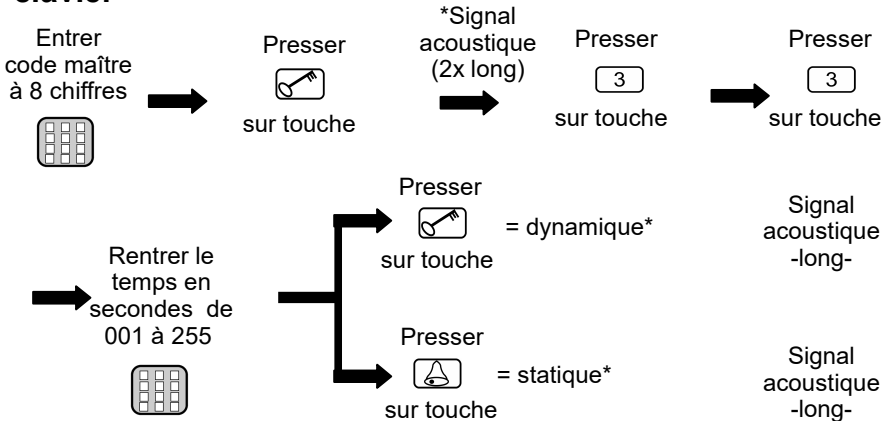 Entrer
code maître
à 8 chiffres
Presser
sur touche
*Signal
acoustique
(2x long)
Presser
3
sur touche
Presser
3
sur touche
Rentrer le
temps en
secondes de
001 à 255
Presser
= dynamique*
sur touche
Signal
acoustique
-long-
Presser
= statique*
sur touche
Signal
acoustique
-long-